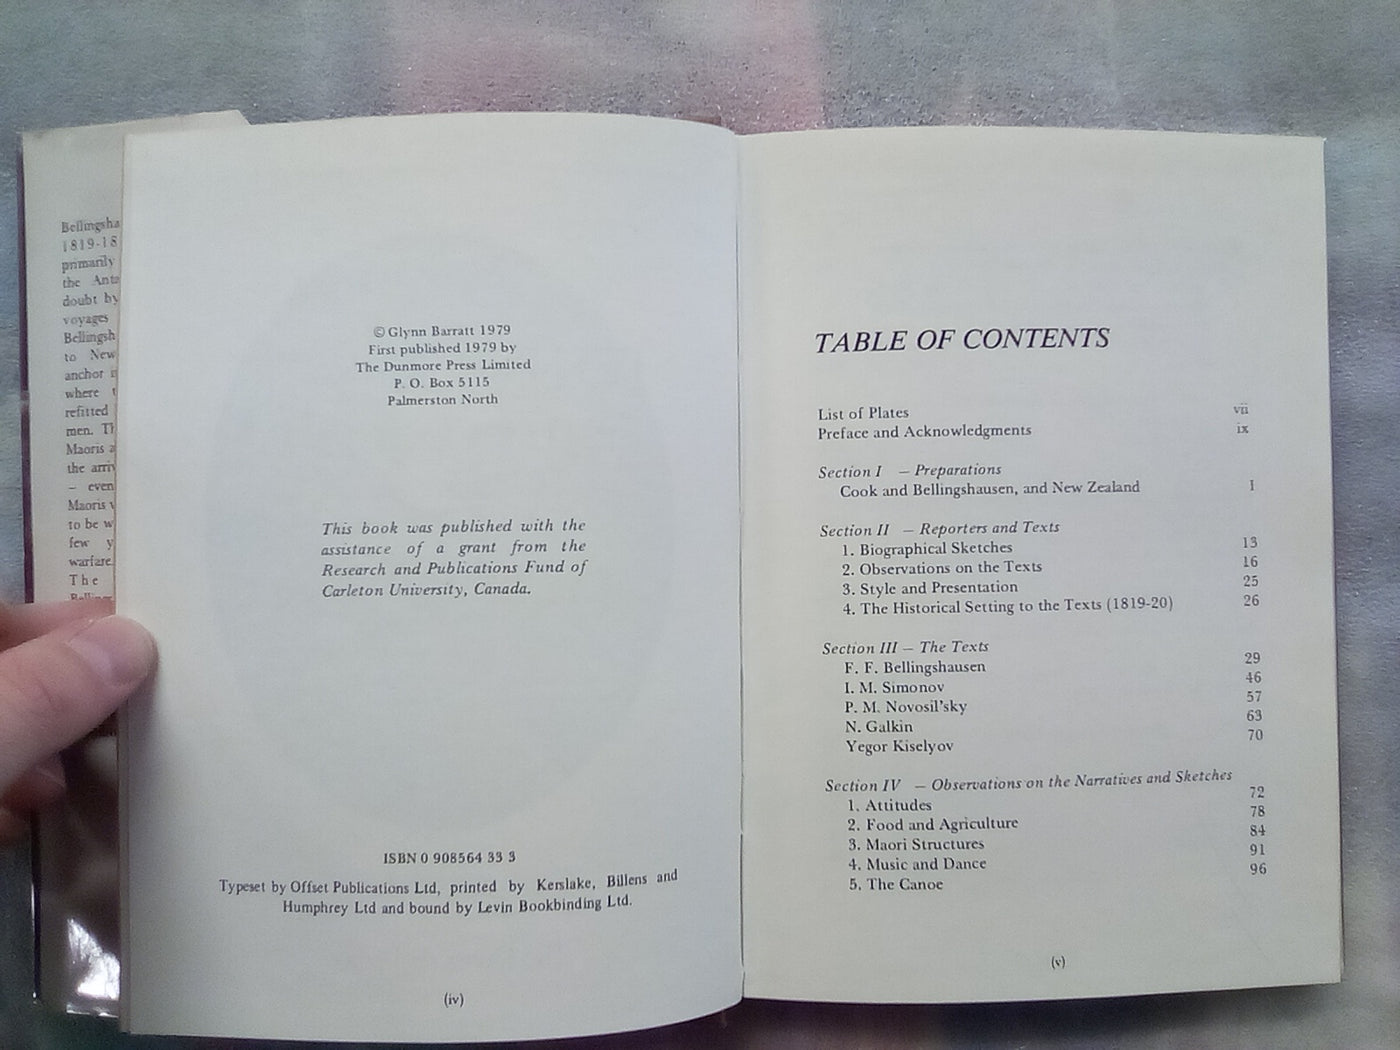 Bellingsha
1819-18
primarily
the Anta
doubt by
voyages
Bellingsh
to New
anchor
where
refitted
men.
Maoris a
the arriv
– even
Maoris
to be w
few y
warfare.
The
© Glynn Barratt 1979
First published 1979 by
The Dunmore Press Limited
P. O. Box 5115
Palmerston North
This book was published with the
assistance of a grant from the
Research and Publications Fund of
Carleton University, Canada.
ISBN 0 908564 33 3
Typeset by Offset Publications Ltd, printed by Kerslake, Billens and
Humphrey Ltd and bound by Levin Bookbinding Ltd.
(iv)
TABLE OF CONTENTS
List of Plates vii
Preface and Acknowledgments ix
Section I – Preparations
Cook and Bellingshausen, and New Zealand 1
Section II – Reporters and Texts
1. Biographical Sketches 13
2. Observations on the Texts 16
3. Style and Presentation 25
4. The Historical Setting to the Texts (1819-20) 26
Section III – The Texts
F. F. Bellingshausen 29
I. M. Simonov 46
P. M. Novosil'sky 57
N. Galkin 63
Yegor Kiselyov 70
Section IV – Observations on the Narratives and Sketches
1. Attitudes 72
2. Food and Agriculture 78
3. Maori Structures 84
4. Music and Dance 91
5. The Canoe 96
(v)